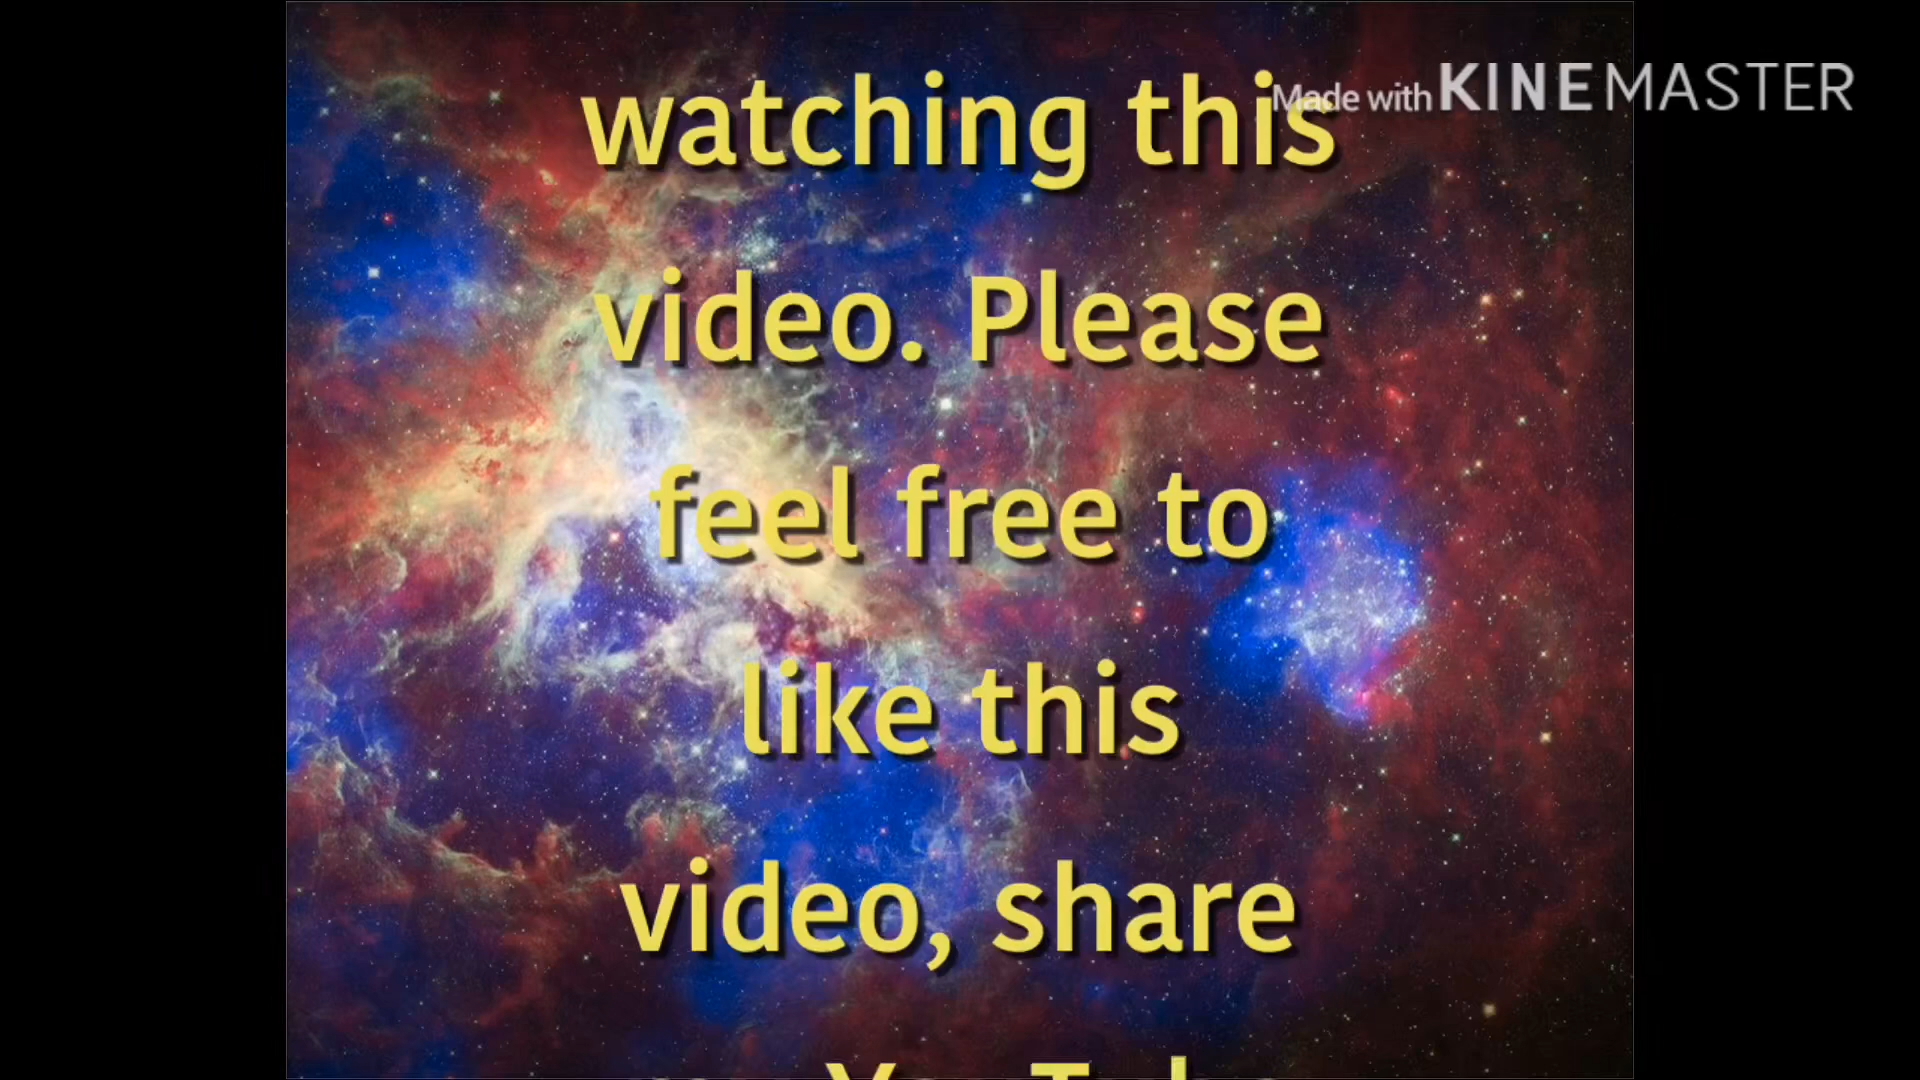 Made with KINEMASTER
watching this
video. Please
feel free to
like this
video, share